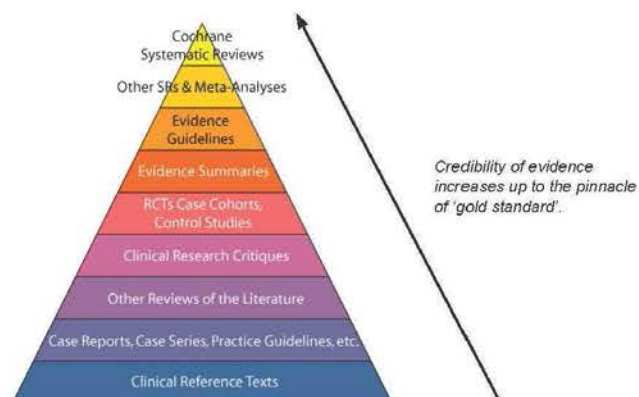 Cochrane
Systematic Reviews
Other SRs & Meta-Analyses
Evidence
Guidelines
Evidence Summaries
RCTs Case Cohorts,
Control Studies
Clinical Research Critiques
Other Reviews of the Literature
Case Reports, Case Series, Practice Guidelines, etc.
Clinical Reference Texts
Credibility of evidence
increases up to the pinnacle
of 'gold standard'.